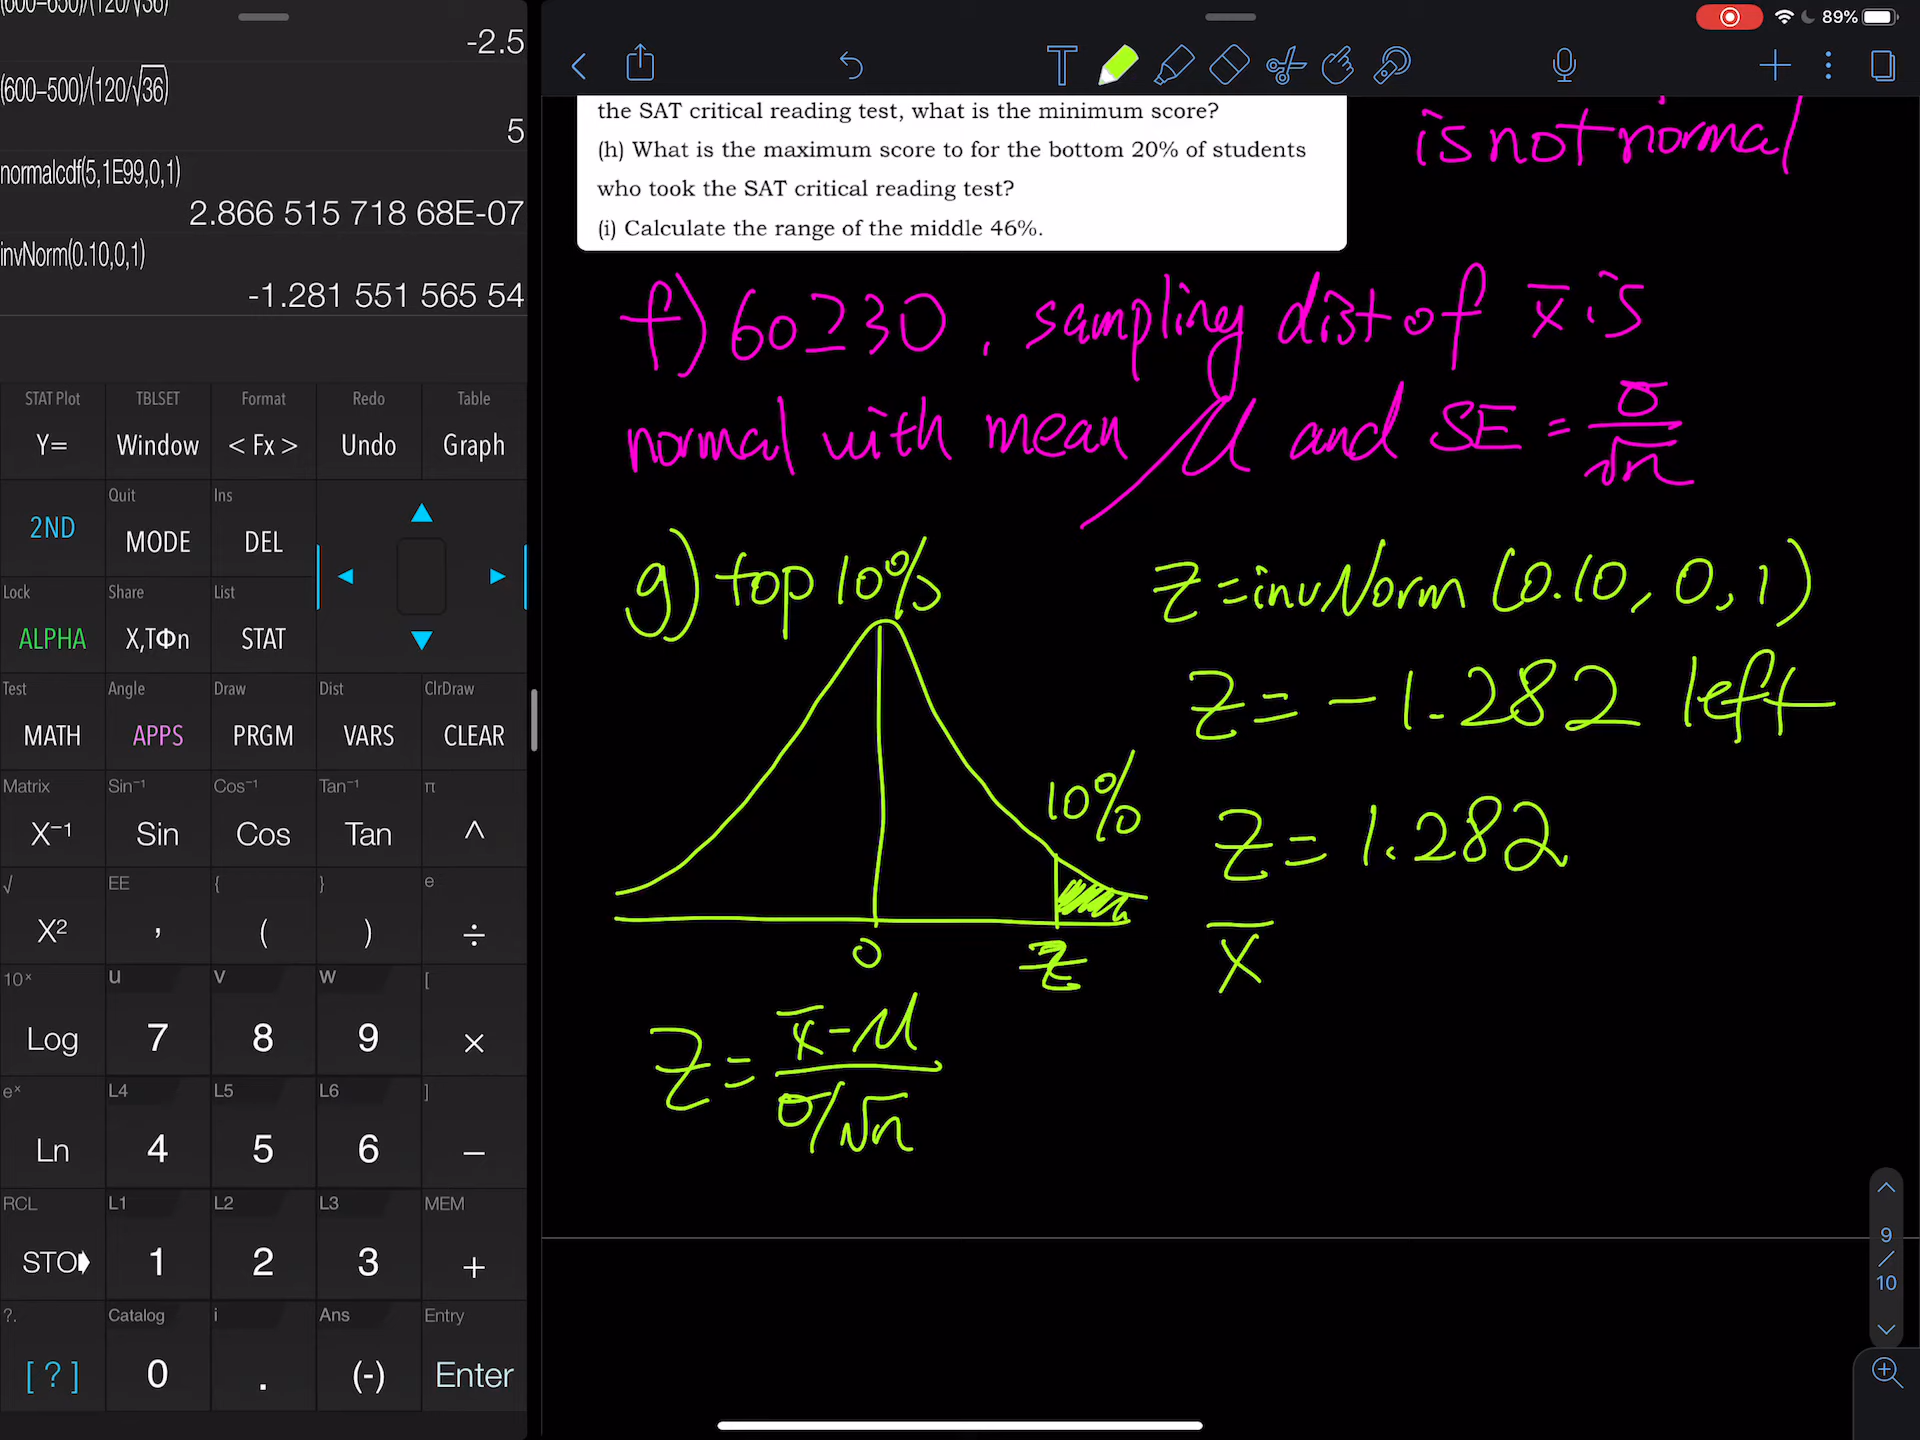 (600-650)/(120/√36)
-2.5
(600-500)/(120/√36)
5
normalcdf(5,1E99,0,1)
2.866 515 718 68E-07
invNorm(0.10,0,1)
-1.281 551 565 54
STAT Plot TBLSET Format Redo Table
Y= Window < Fx > Undo Graph
Quit Ins
2ND MODE DEL
Lock Share List
ALPHA X,TΦn STAT
Test Angle Draw Dist ClrDraw
MATH APPS PRGM VARS CLEAR
Matrix Sin⁻¹ Cos⁻¹ Tan⁻¹ π
X⁻¹ Sin Cos Tan ^
√ EE { } e
X² , ( ) ÷
10ˣ u v w [
Log 7 8 9 ×
eˣ L4 L5 L6 ]
Ln 4 5 6 −
RCL L1 L2 L3 MEM
STO 1 2 3 +
?. Catalog i Ans Entry
[ ? ] 0 . (-) Enter
89%
T
the SAT critical reading test, what is the minimum score?
(h) What is the maximum score to for the bottom 20% of students
who took the SAT critical reading test?
(i) Calculate the range of the middle 46%.
is not normal
f) 60≥30, sampling dist of x̄ is
normal with mean μ and SE = σ/√n
g) top 10%
z = invNorm (0.10, 0, 1)
z = -1.282 left
10%
z = 1.282
0 z
x̄
z = (x̄-μ)/(σ/√n)
9
/
10